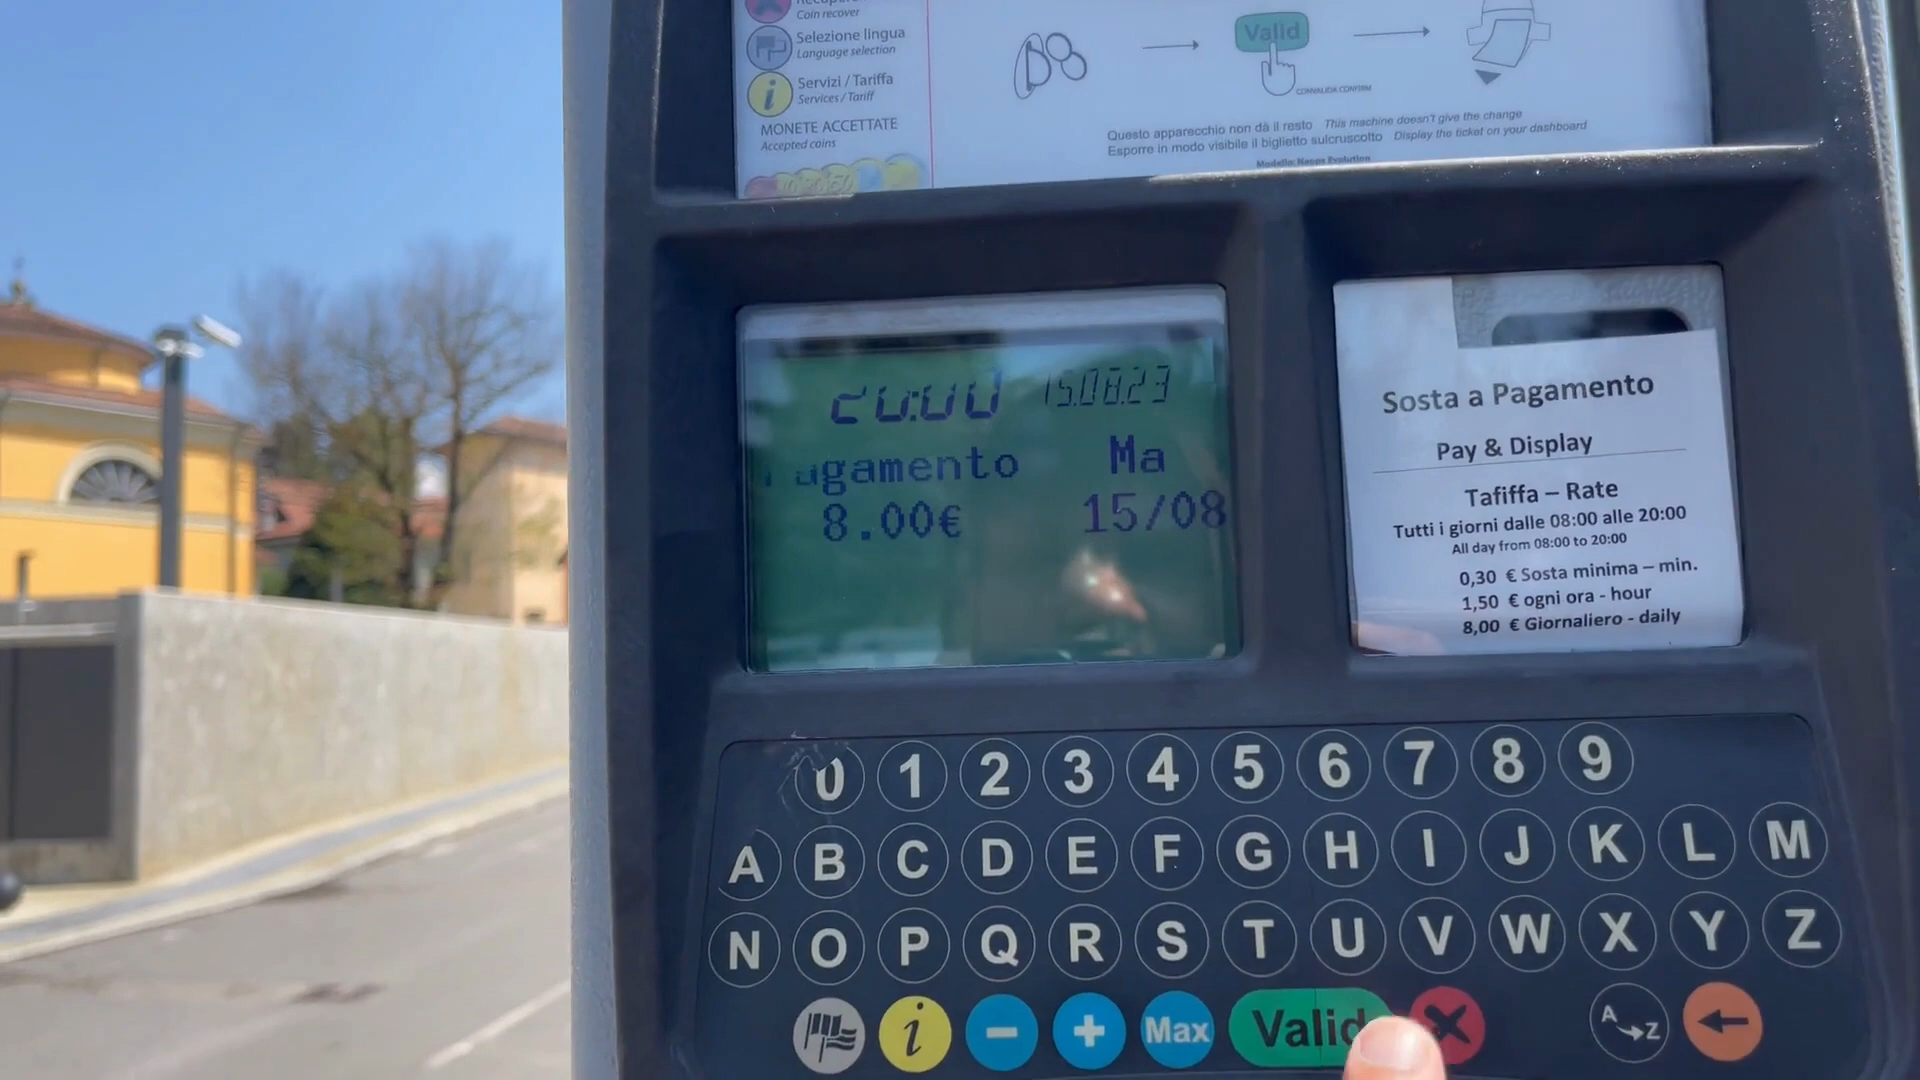 Coin recover
Selezione lingua
Language selection
Servizi / Tariffa
Services / Tariff
MONETE ACCETTATE
Accepted coins
Valid
CONVALIDA CONFIRM
Questo apparecchio non dà il resto This machine doesn't give the change
Esporre in modo visibile il biglietto sulcruscotto Display the ticket on your dashboard
Modello: Neops Evolution
20:00 15.08.23
Pagamento Ma
8.00€ 15/08
Sosta a Pagamento
Pay & Display
Tafiffa – Rate
Tutti i giorni dalle 08:00 alle 20:00
All day from 08:00 to 20:00
0,30 € Sosta minima – min.
1,50 € ogni ora - hour
8,00 € Giornaliero - daily
0 1 2 3 4 5 6 7 8 9
A B C D E F G H I J K L M
N O P Q R S T U V W X Y Z
i - + Max Valid X A→Z ←